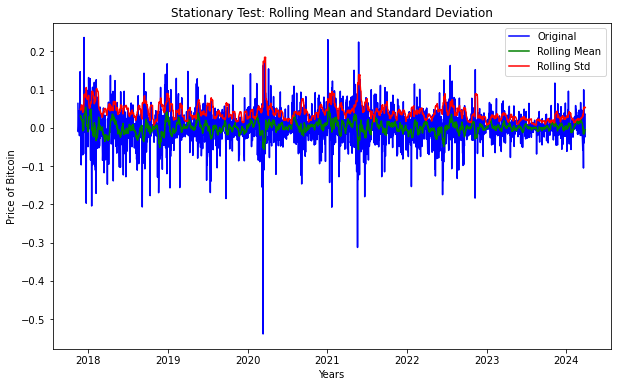 Stationary Test: Rolling Mean and Standard Deviation
Original
Rolling Mean
Rolling Std
Price of Bitcoin
0.2
0.1
0.0
−0.1
−0.2
−0.3
−0.4
−0.5
2018 2019 2020 2021 2022 2023 2024
Years